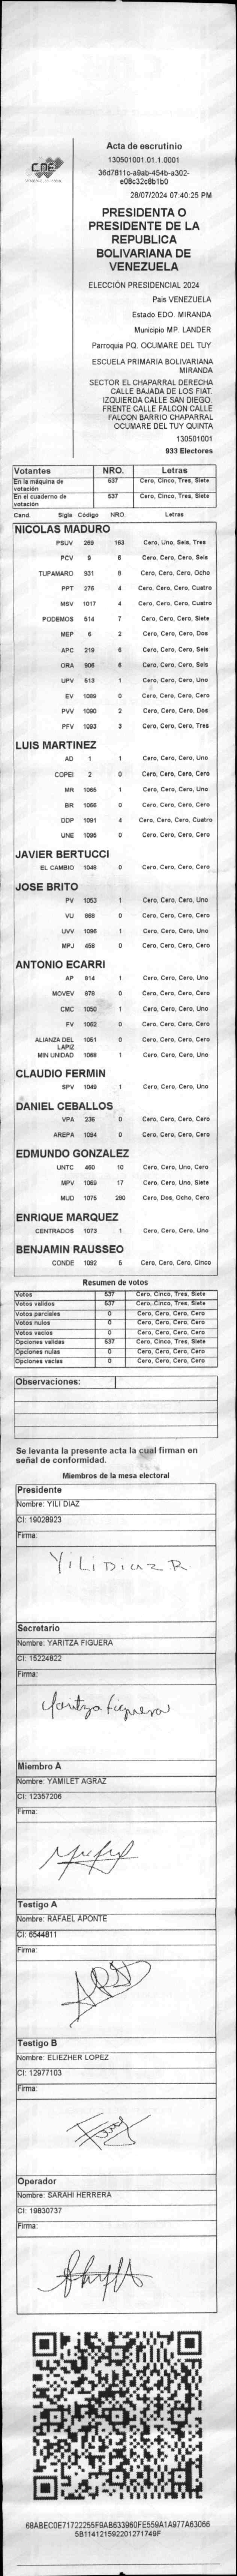 CNE
Acta de escrutinio
130501001.01.1.0001
36d7811c-a9ab-454b-a302-
e08c32c6b1b0
28/07/2024 07:40:25 PM
PRESIDENTA O
PRESIDENTE DE LA
REPUBLICA
BOLIVARIANA DE
VENEZUELA
ELECCIÓN PRESIDENCIAL 2024
País VENEZUELA
Estado EDO. MIRANDA
Municipio MP. LANDER
Parroquia PQ. OCUMARE DEL TUY
ESCUELA PRIMARIA BOLIVARIANA
MIRANDA
SECTOR EL CHAPARRAL DERECHA
CALLE BAJADA DE LOS FIAT.
IZQUIERDA CALLE SAN DIEGO.
FRENTE CALLE FALCON CALLE
FALCON BARRIO CHAPARRAL
OCUMARE DEL TUY QUINTA
130501001
933 Electores
Votantes NRO. Letras
En la máquina de votación 537 Cero, Cinco, Tres, Siete
En el cuaderno de votación 537 Cero, Cinco, Tres, Siete
Cand. Sigla Código NRO. Letras
NICOLAS MADURO
PSUV 269 163 Cero, Uno, Seis, Tres
PCV 9 6 Cero, Cero, Cero, Seis
TUPAMARO 931 8 Cero, Cero, Cero, Ocho
PPT 276 4 Cero, Cero, Cero, Cuatro
MSV 1017 4 Cero, Cero, Cero, Cuatro
PODEMOS 514 7 Cero, Cero, Cero, Siete
MEP 6 2 Cero, Cero, Cero, Dos
APC 219 6 Cero, Cero, Cero, Seis
ORA 906 6 Cero, Cero, Cero, Seis
UPV 513 1 Cero, Cero, Cero, Uno
EV 1089 0 Cero, Cero, Cero, Cero
PVV 1090 2 Cero, Cero, Cero, Dos
PFV 1093 3 Cero, Cero, Cero, Tres
LUIS MARTINEZ
AD 1 1 Cero, Cero, Cero, Uno
COPEI 2 0 Cero, Cero, Cero, Cero
MR 1065 1 Cero, Cero, Cero, Uno
BR 1066 0 Cero, Cero, Cero, Cero
DDP 1091 4 Cero, Cero, Cero, Cuatro
UNE 1095 0 Cero, Cero, Cero, Cero
JAVIER BERTUCCI
EL CAMBIO 1048 0 Cero, Cero, Cero, Cero
JOSE BRITO
PV 1053 1 Cero, Cero, Cero, Uno
VU 868 0 Cero, Cero, Cero, Cero
UVV 1096 1 Cero, Cero, Cero, Uno
MPJ 458 0 Cero, Cero, Cero, Cero
ANTONIO ECARRI
AP 814 1 Cero, Cero, Cero, Uno
MOVEV 879 0 Cero, Cero, Cero, Cero
CMC 1050 1 Cero, Cero, Cero, Uno
FV 1062 0 Cero, Cero, Cero, Cero
ALIANZA DEL LAPIZ 1051 0 Cero, Cero, Cero, Cero
MIN UNIDAD 1068 1 Cero, Cero, Cero, Uno
CLAUDIO FERMIN
SPV 1049 1 Cero, Cero, Cero, Uno
DANIEL CEBALLOS
VPA 236 0 Cero, Cero, Cero, Cero
AREPA 1094 0 Cero, Cero, Cero, Cero
EDMUNDO GONZALEZ
UNTC 460 10 Cero, Cero, Uno, Cero
MPV 1069 17 Cero, Cero, Uno, Siete
MUD 1075 280 Cero, Dos, Ocho, Cero
ENRIQUE MARQUEZ
CENTRADOS 1073 1 Cero, Cero, Cero, Uno
BENJAMIN RAUSSEO
CONDE 1092 5 Cero, Cero, Cero, Cinco
Resumen de votos
Votos 537 Cero, Cinco, Tres, Siete
Votos validos 537 Cero, Cinco, Tres, Siete
Votos parciales 0 Cero, Cero, Cero, Cero
Votos nulos 0 Cero, Cero, Cero, Cero
Votos vacios 0 Cero, Cero, Cero, Cero
Opciones validas 537 Cero, Cinco, Tres, Siete
Opciones nulas 0 Cero, Cero, Cero, Cero
Opciones vacias 0 Cero, Cero, Cero, Cero
Observaciones:
Se levanta la presente acta la cual firman en
señal de conformidad.
Miembros de la mesa electoral
Presidente
Nombre: YILI DIAZ
CI: 19028923
Firma:
Yili Diaz R
Secretario
Nombre: YARITZA FIGUERA
CI: 15224822
Firma:
Yaritza Figuera
Miembro A
Nombre: YAMILET AGRAZ
CI: 12357206
Firma:
Testigo A
Nombre: RAFAEL APONTE
CI: 6544811
Firma:
Testigo B
Nombre: ELIEZHER LOPEZ
CI: 12977103
Firma:
Operador
Nombre: SARAHI HERRERA
CI: 19830737
Firma:
68ABEC0E71722255F9AB633960FE559A1A977A63066
5B114121592201271749F